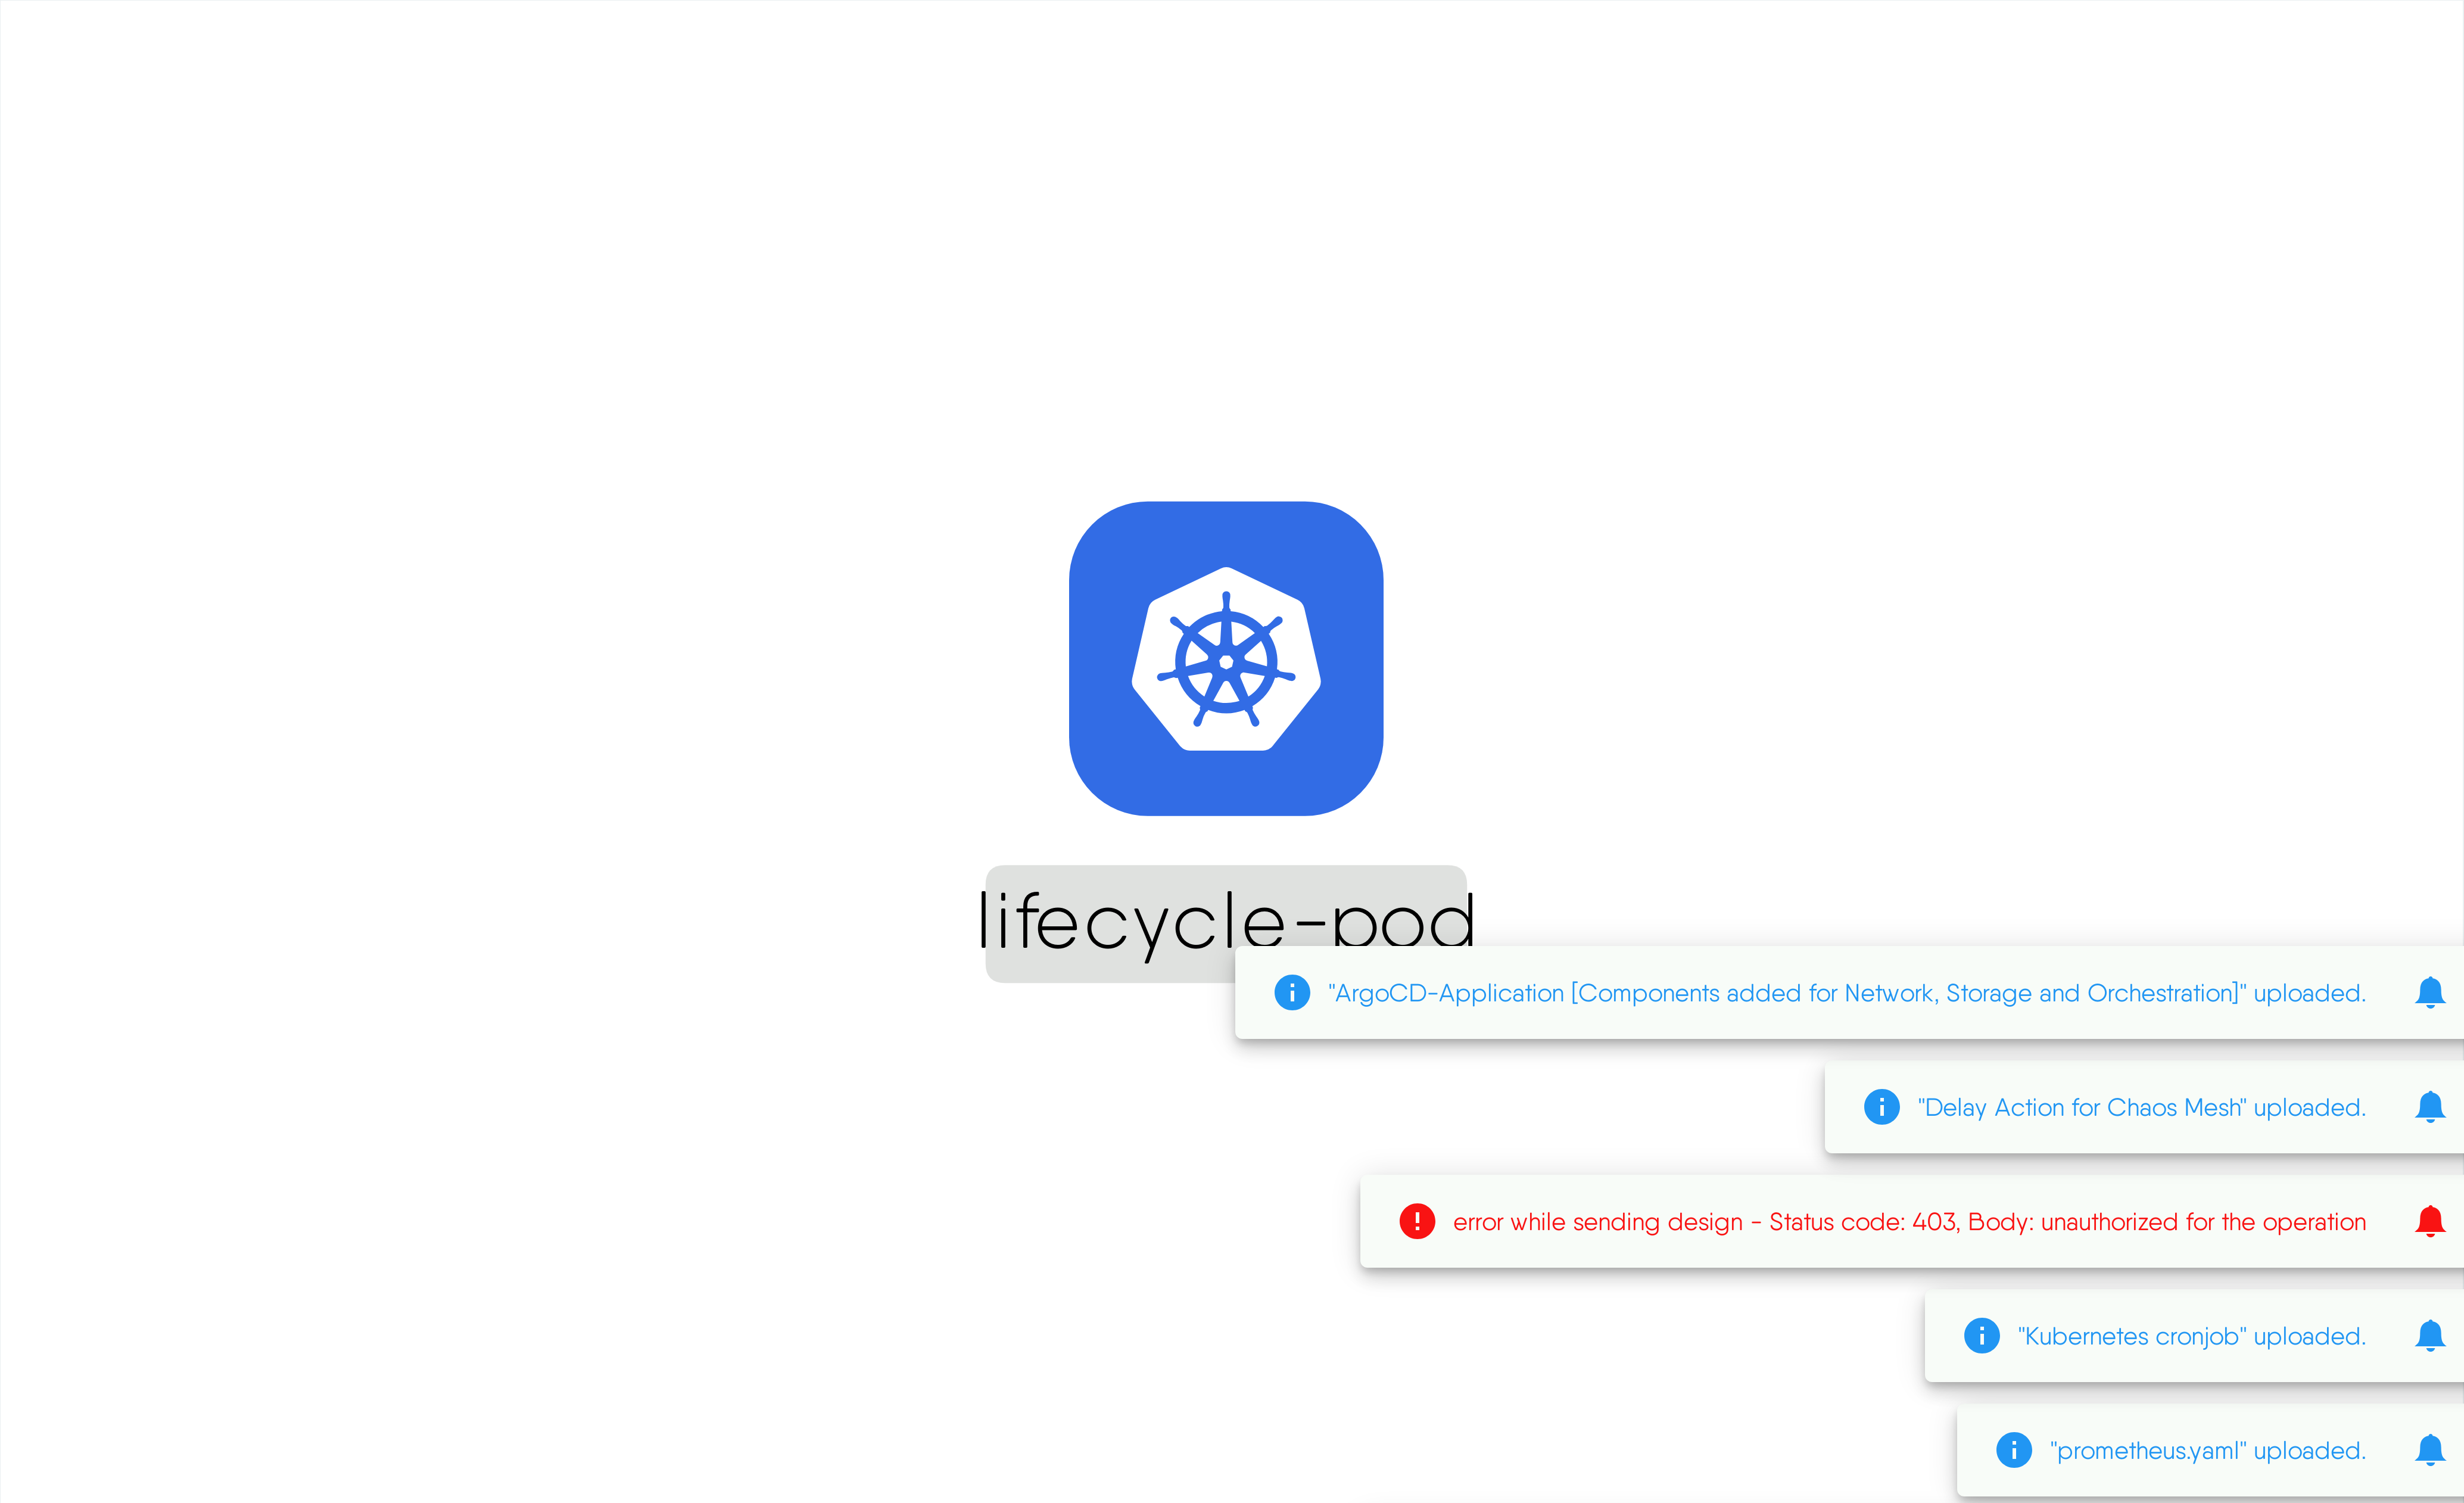 lifecycle-pod
"ArgoCD-Application [Components added for Network, Storage and Orchestration]" uploaded.
"Delay Action for Chaos Mesh" uploaded.
error while sending design - Status code: 403, Body: unauthorized for the operation
"Kubernetes cronjob" uploaded.
"prometheus.yaml" uploaded.